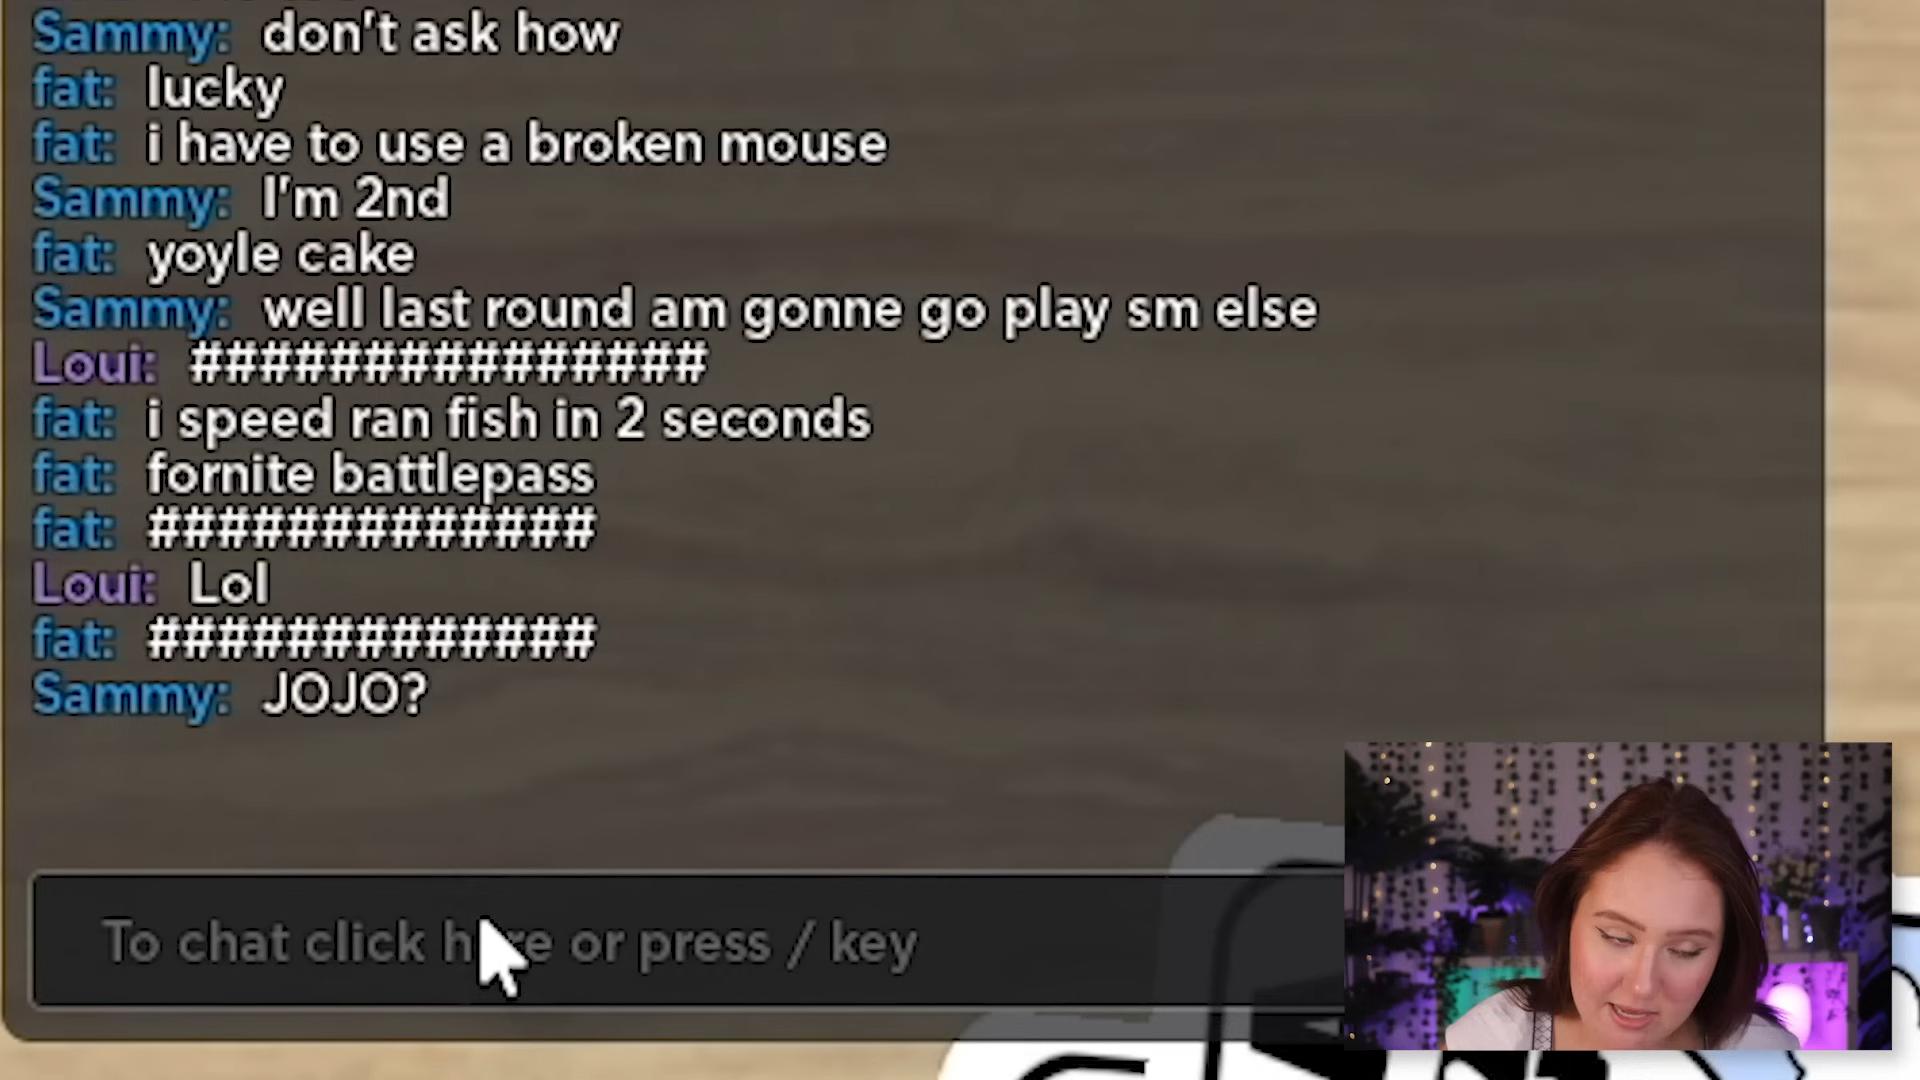 Sammy: don't ask how
fat: lucky
fat: i have to use a broken mouse
Sammy: I'm 2nd
fat: yoyle cake
Sammy: well last round am gonne go play sm else
Loui: ###############
fat: i speed ran fish in 2 seconds
fat: fornite battlepass
fat: #############
Loui: Lol
fat: #############
Sammy: JOJO?
To chat click here or press / key